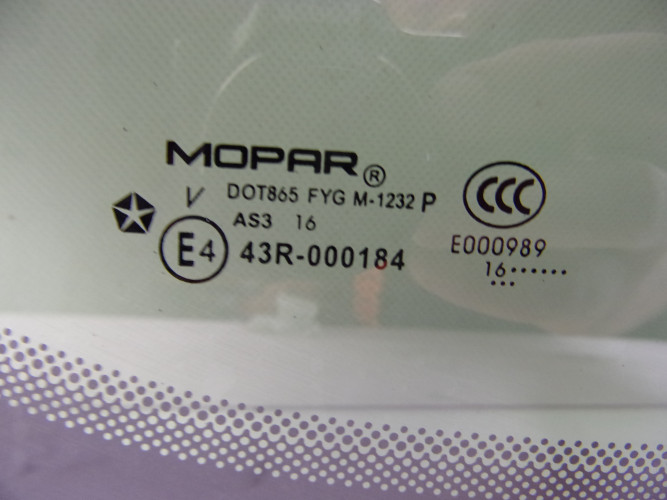 MOPAR®
V DOT865 FYG M-1232 P
AS3 16
E4 43R-000184
CCC
E000989
16······
···